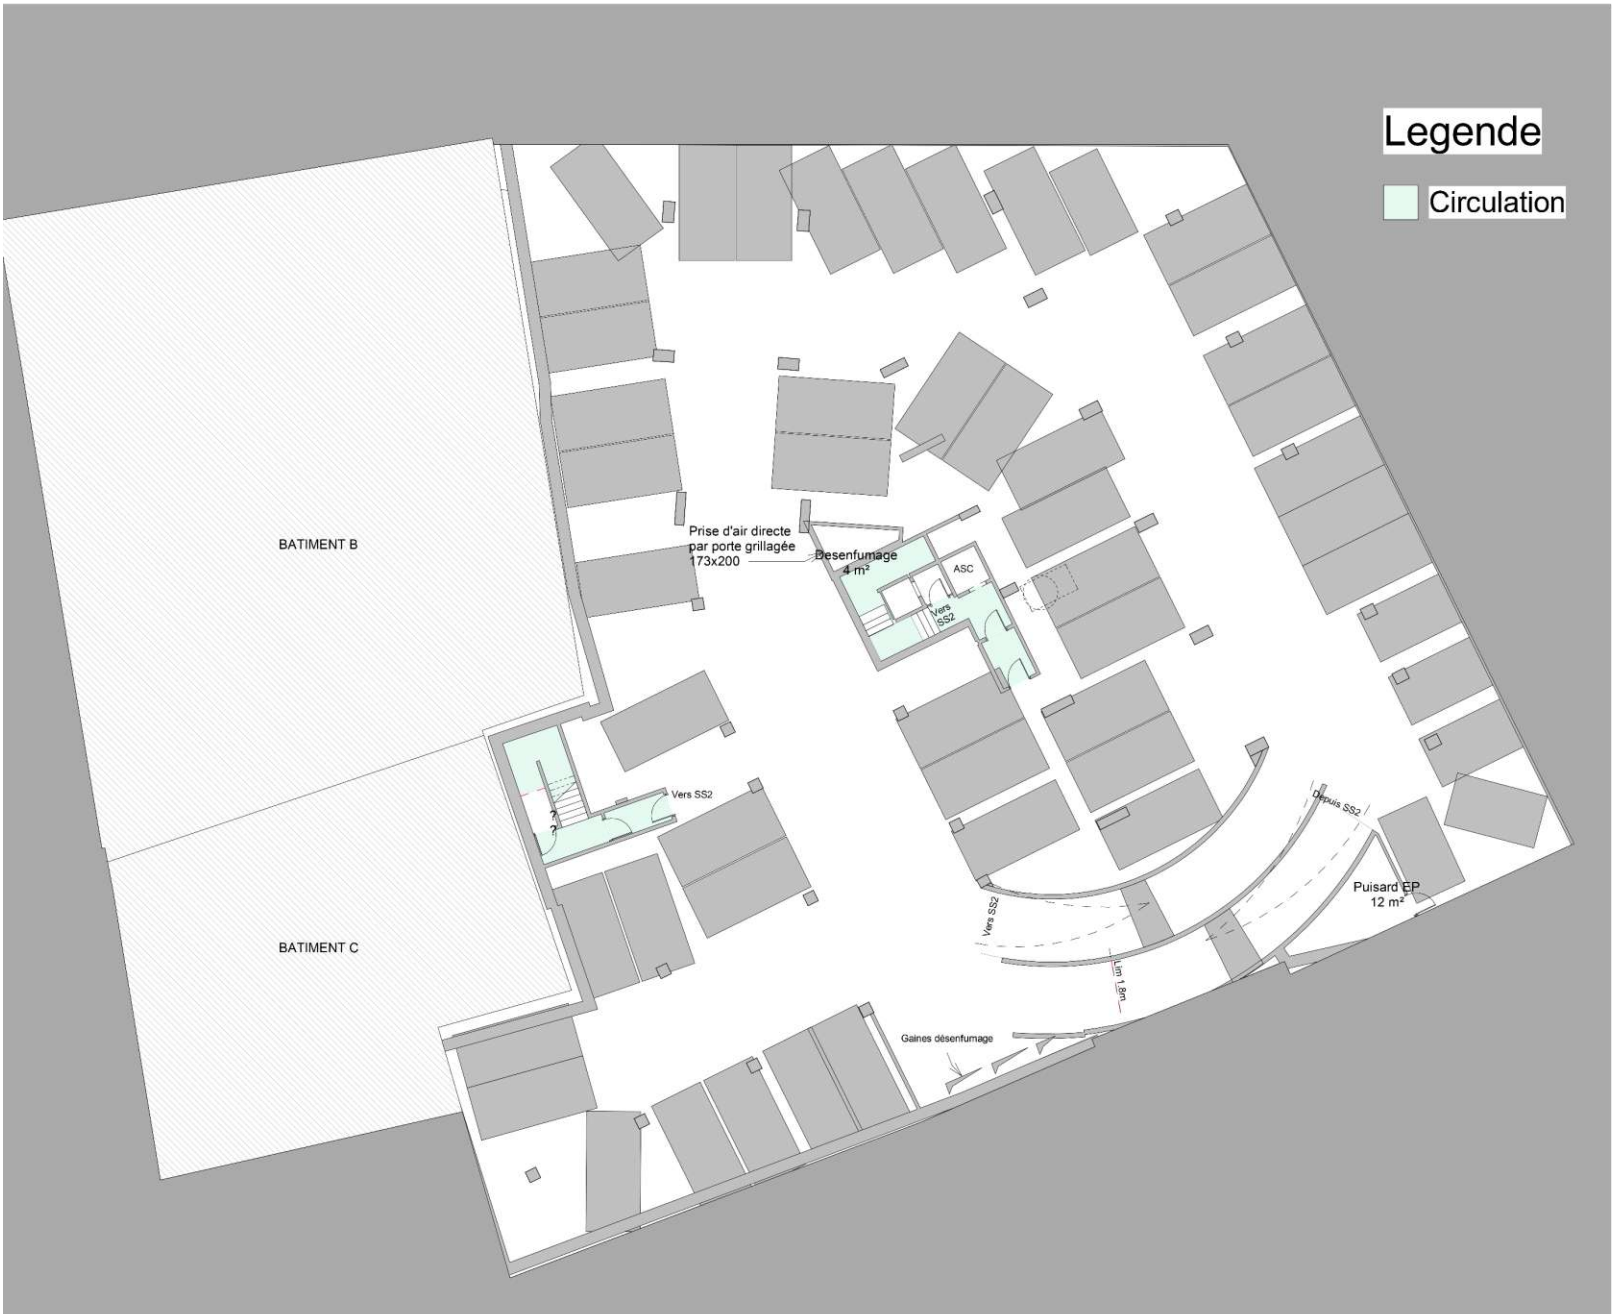 Legende
Circulation
BATIMENT B
Prise d'air directe
par porte grillagée
173x200
Desenfumage
4 m²
ASC
Vers
SS2
Vers SS2
?
?
Depuis SS2
Puisard EP
12 m²
Vers SS2
BATIMENT C
Lim 1.8m
Gaines désenfumage